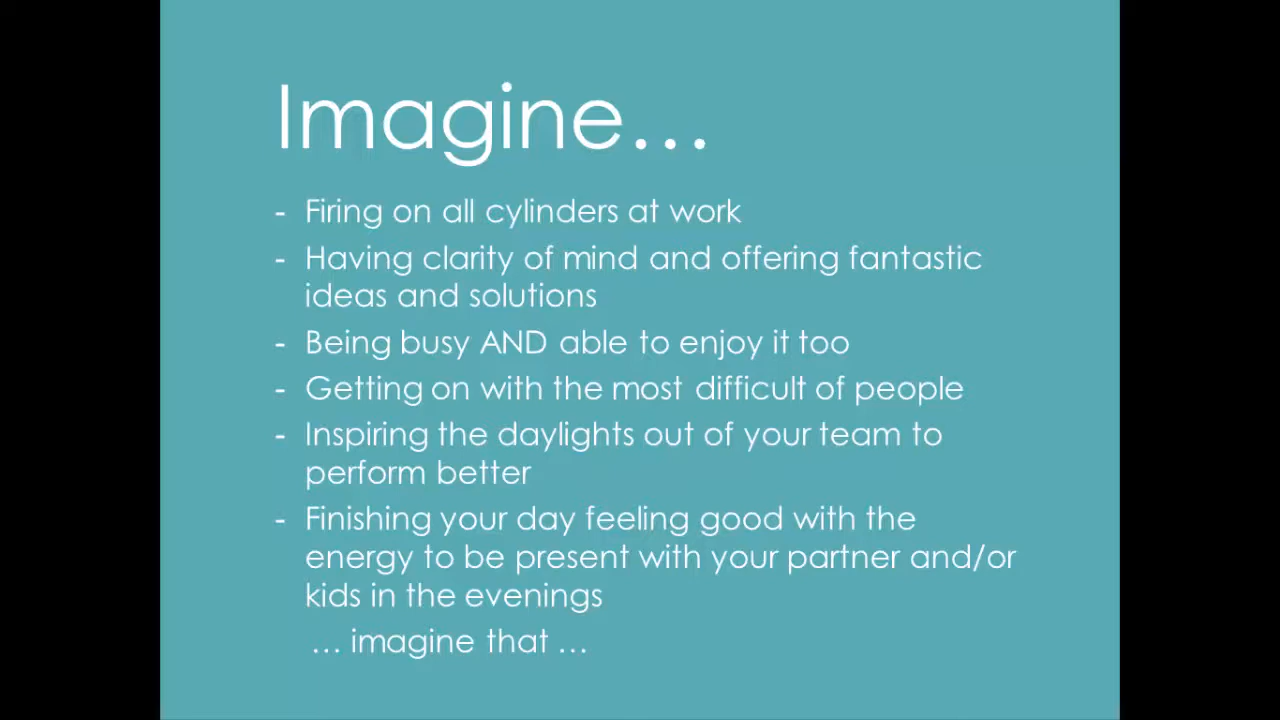 Imagine...
- Firing on all cylinders at work
- Having clarity of mind and offering fantastic
ideas and solutions
- Being busy AND able to enjoy it too
- Getting on with the most difficult of people
- Inspiring the daylights out of your team to
perform better
- Finishing your day feeling good with the
energy to be present with your partner and/or
kids in the evenings
... imagine that ...